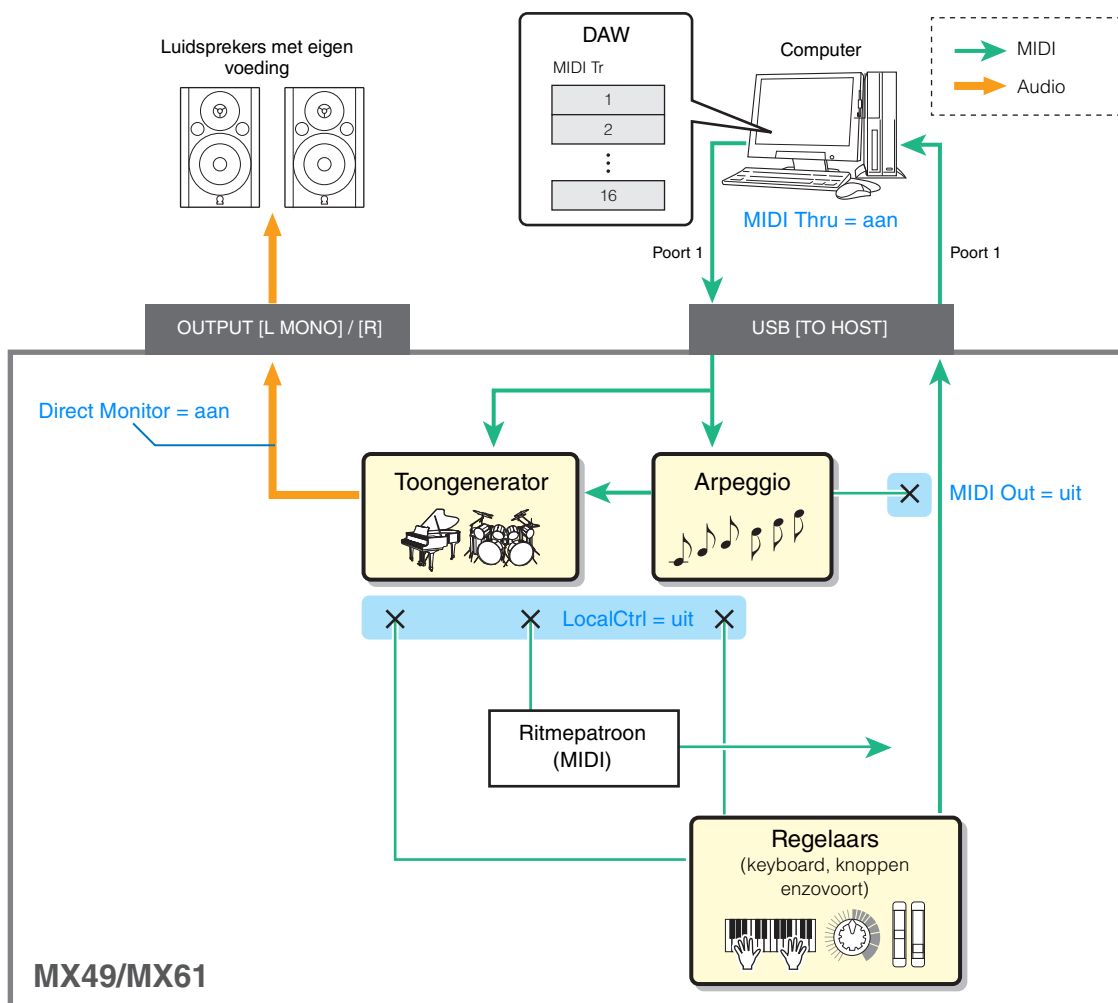 Luidsprekers met eigen
voeding
DAW
MIDI Tr
1
2
16
Computer
MIDI
Audio
MIDI Thru = aan
Poort 1
Poort 1
OUTPUT [L MONO] / [R]
USB [TO HOST]
Direct Monitor = aan
Toongenerator
Arpeggio
MIDI Out = uit
LocalCtrl = uit
Ritmepatroon
(MIDI)
Regelaars
(keyboard, knoppen
enzovoort)
MX49/MX61